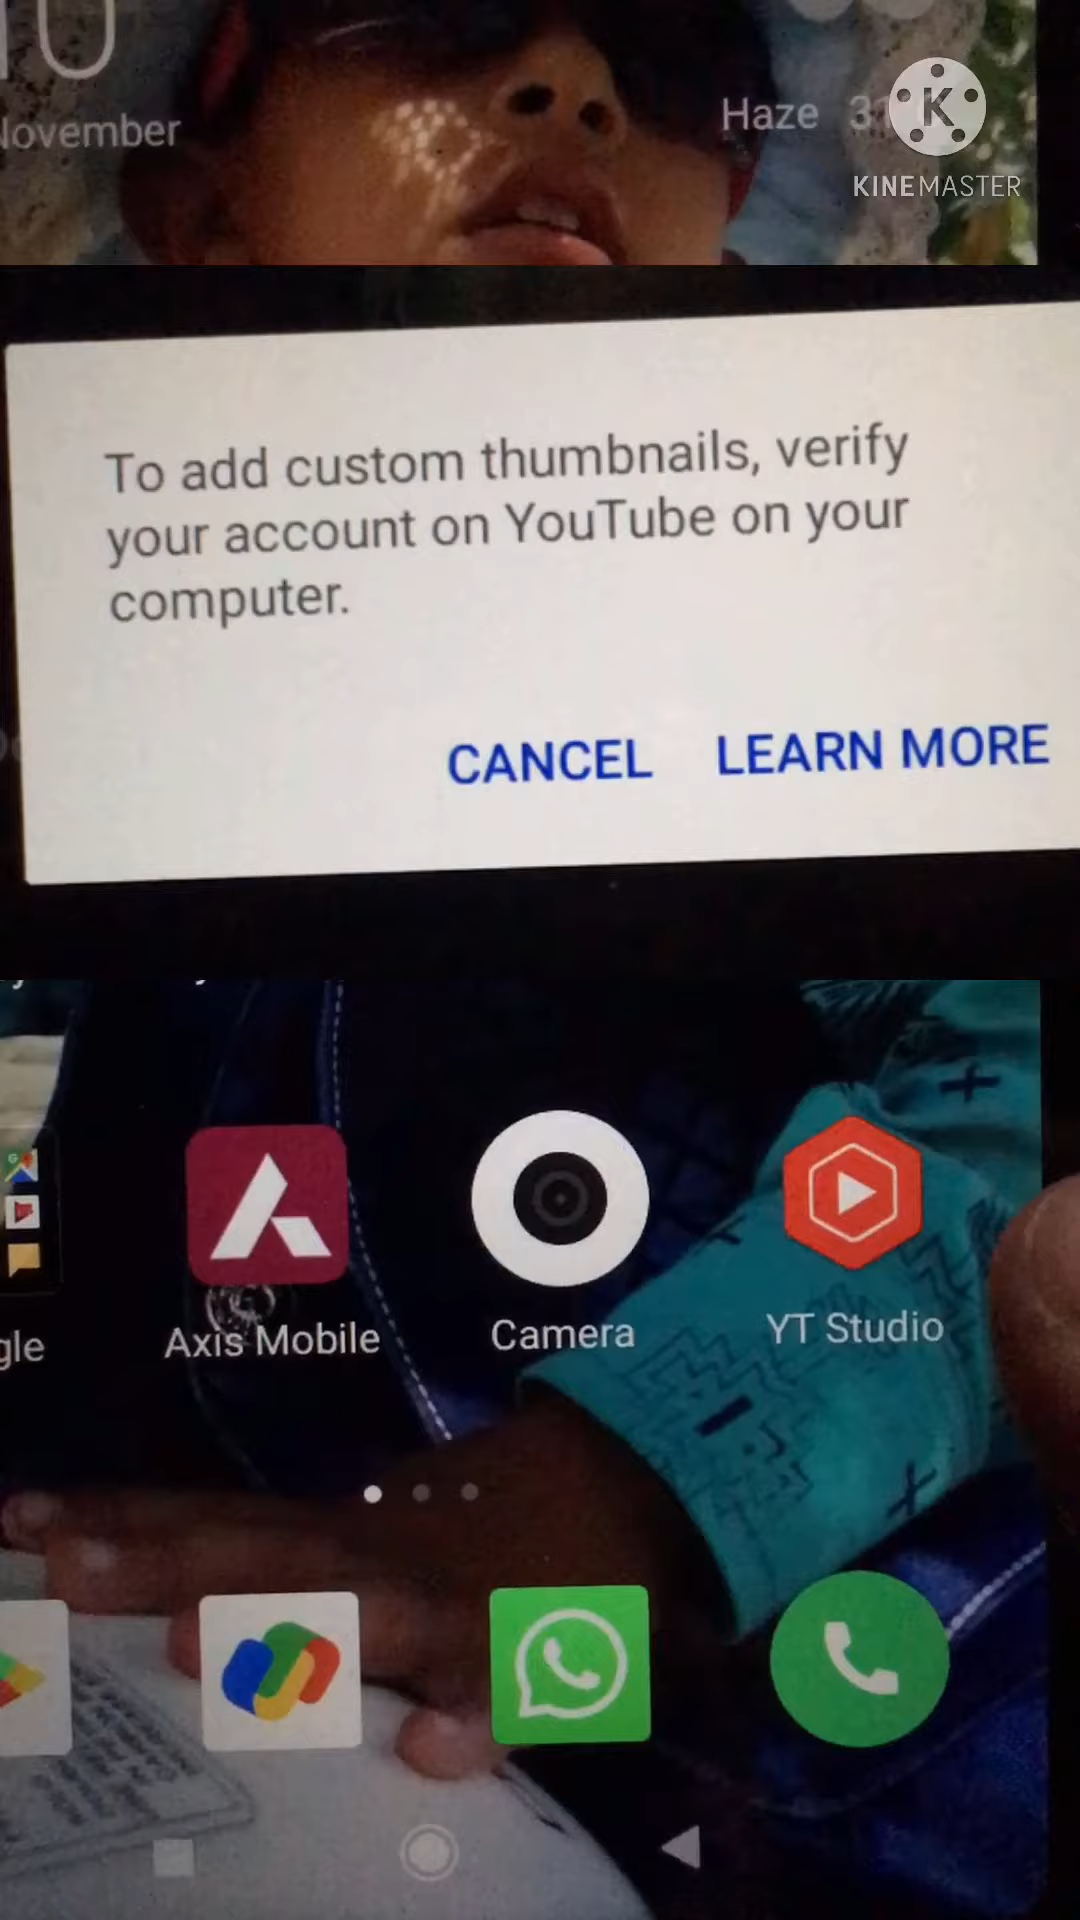 November
Haze
KINEMASTER
To add custom thumbnails, verify
your account on YouTube on your
computer.
CANCEL LEARN MORE
gle
Axis Mobile
Camera
YT Studio